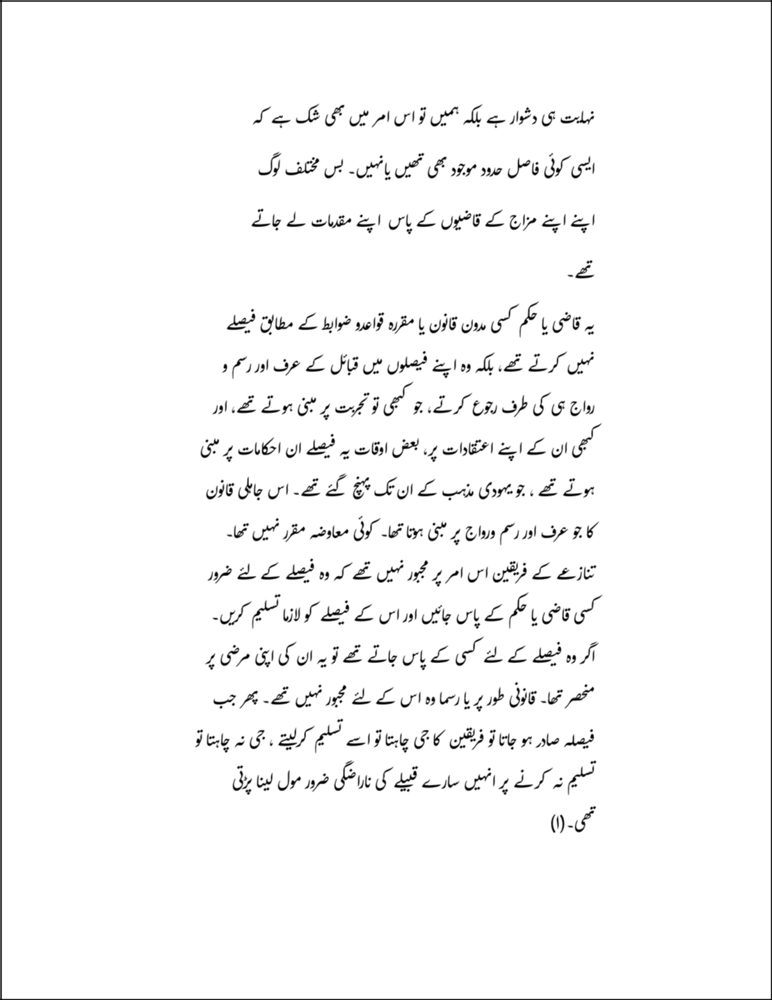 نہایت ہی دشوار ہے بلکہ ہمیں تو اس امر میں بھی شک ہے کہ
ایسی کوئی فاصل حدود موجود بھی تھیں یانہیں۔ بس مختلف لوگ
اپنے اپنے مزاج کے قاضیوں کے پاس اپنے مقدمات لے جاتے
تھے۔
یہ قاضی یا حکم کسی مدون قانون یا مقررہ قواعدو ضوابط کے مطابق فیصلے
نہیں کرتے تھے، بلکہ وہ اپنے فیصلوں میں قبائل کے عرف اور رسم و
رواج ہی کی طرف رجوع کرتے، جو کبھی تو تجربت پر مبنی ہوتے تھے، اور
کبھی ان کے اپنے اعتقادات پر، بعض اوقات یہ فیصلے ان احکامات پر مبنی
ہوتے تھے ، جو یہودی مذہب کے ان تک پہنچ گئے تھے۔ اس جاہلی قانون
کا جو عرف اور رسم ورواج پر مبنی ہوتا تھا۔ کوئی معاوضہ مقرر نہیں تھا۔
تنازعے کے فریقین اس امر پر مجبور نہیں تھے کہ وہ فیصلے کے لئے ضرور
کسی قاضی یا حکم کے پاس جائیں اور اس کے فیصلے کو لازما تسلیم کریں۔
اگر وہ فیصلے کے لئے کسی کے پاس جاتے تھے تو یہ ان کی اپنی مرضی پر
منحصر تھا۔ قانونی طور پر یا رسما وہ اس کے لئے مجبور نہیں تھے۔ پھر جب
فیصلہ صادر ہو جاتا تو فریقین کا جی چاہتا تو اسے تسلیم کرلیتے ، جی نہ چاہتا تو
تسلیم نہ کرنے پر انہیں سارے قبیلے کی ناراضگی ضرور مول لینا پڑتی
تھی۔(۱)